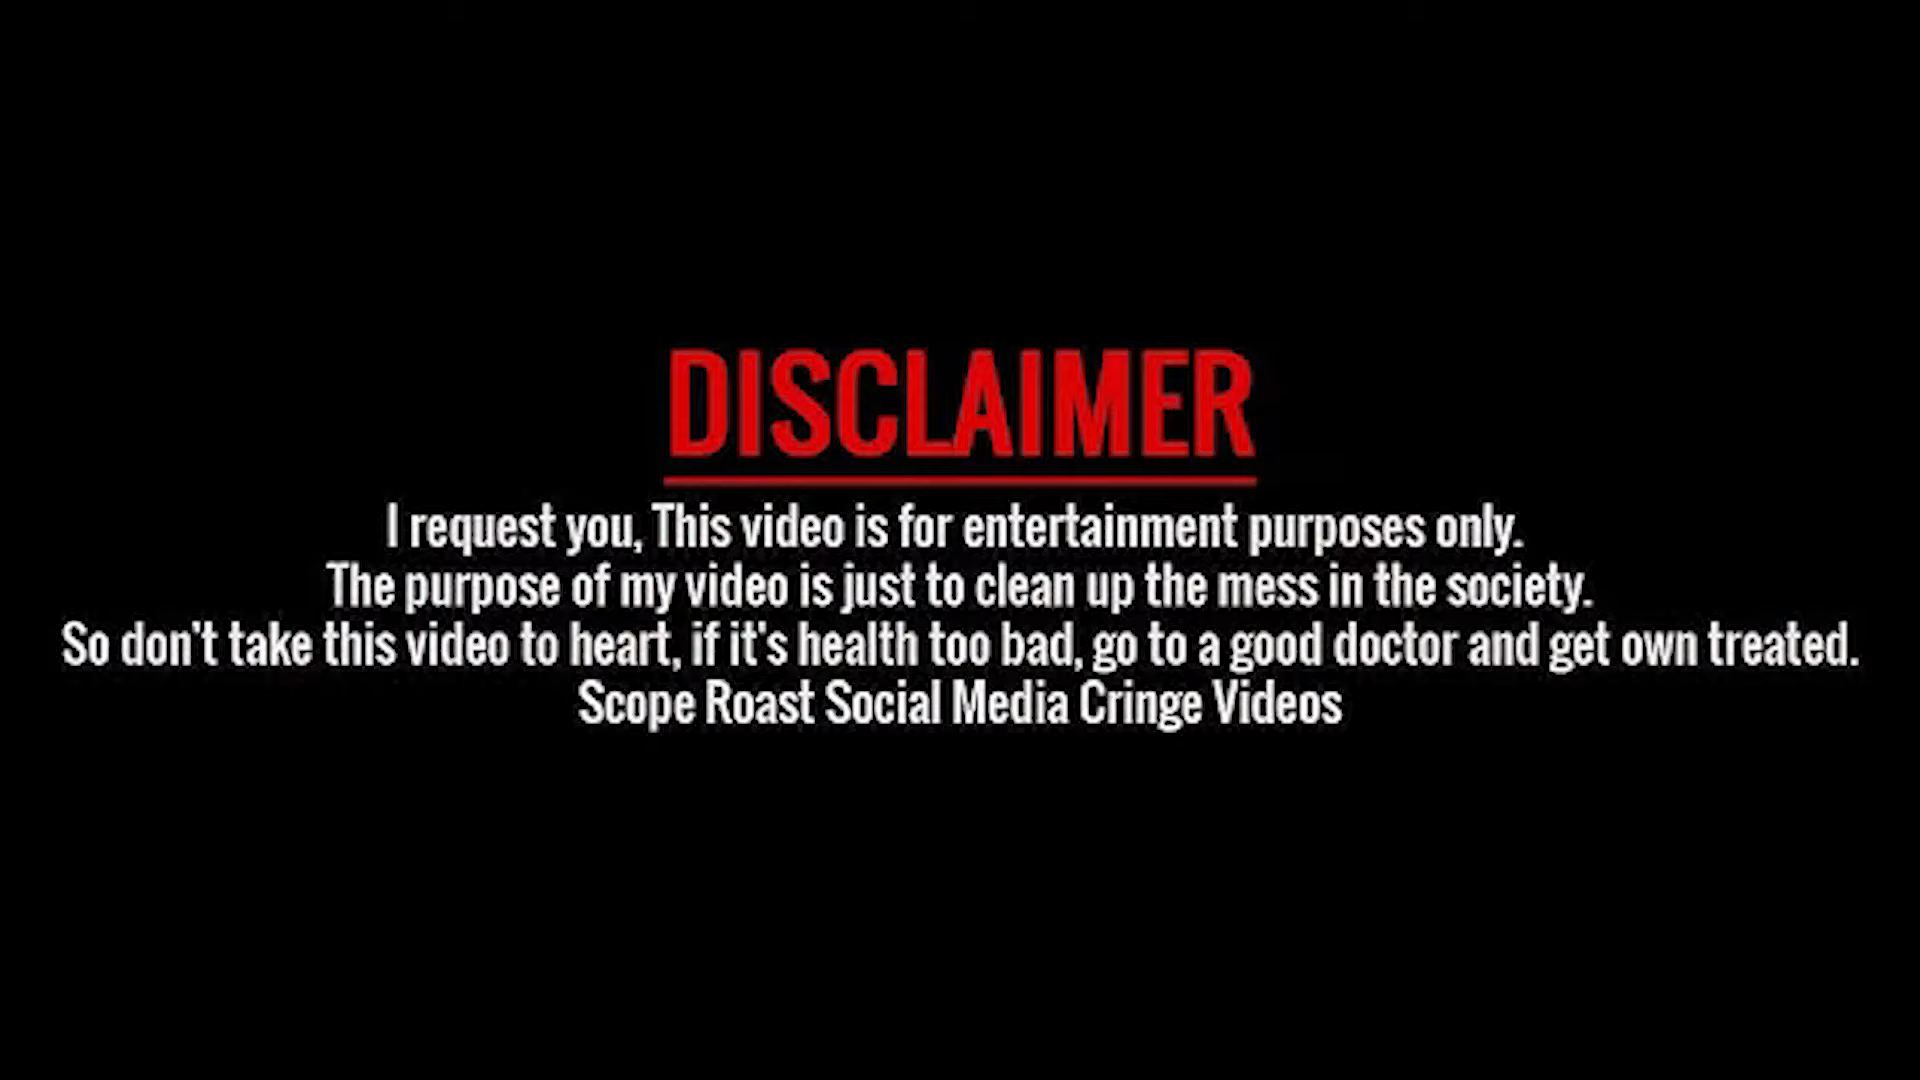 DISCLAIMER
I request you, This video is for entertainment purposes only.
The purpose of my video is just to clean up the mess in the society.
So don't take this video to heart, if it's health too bad, go to a good doctor and get own treated.
Scope Roast Social Media Cringe Videos